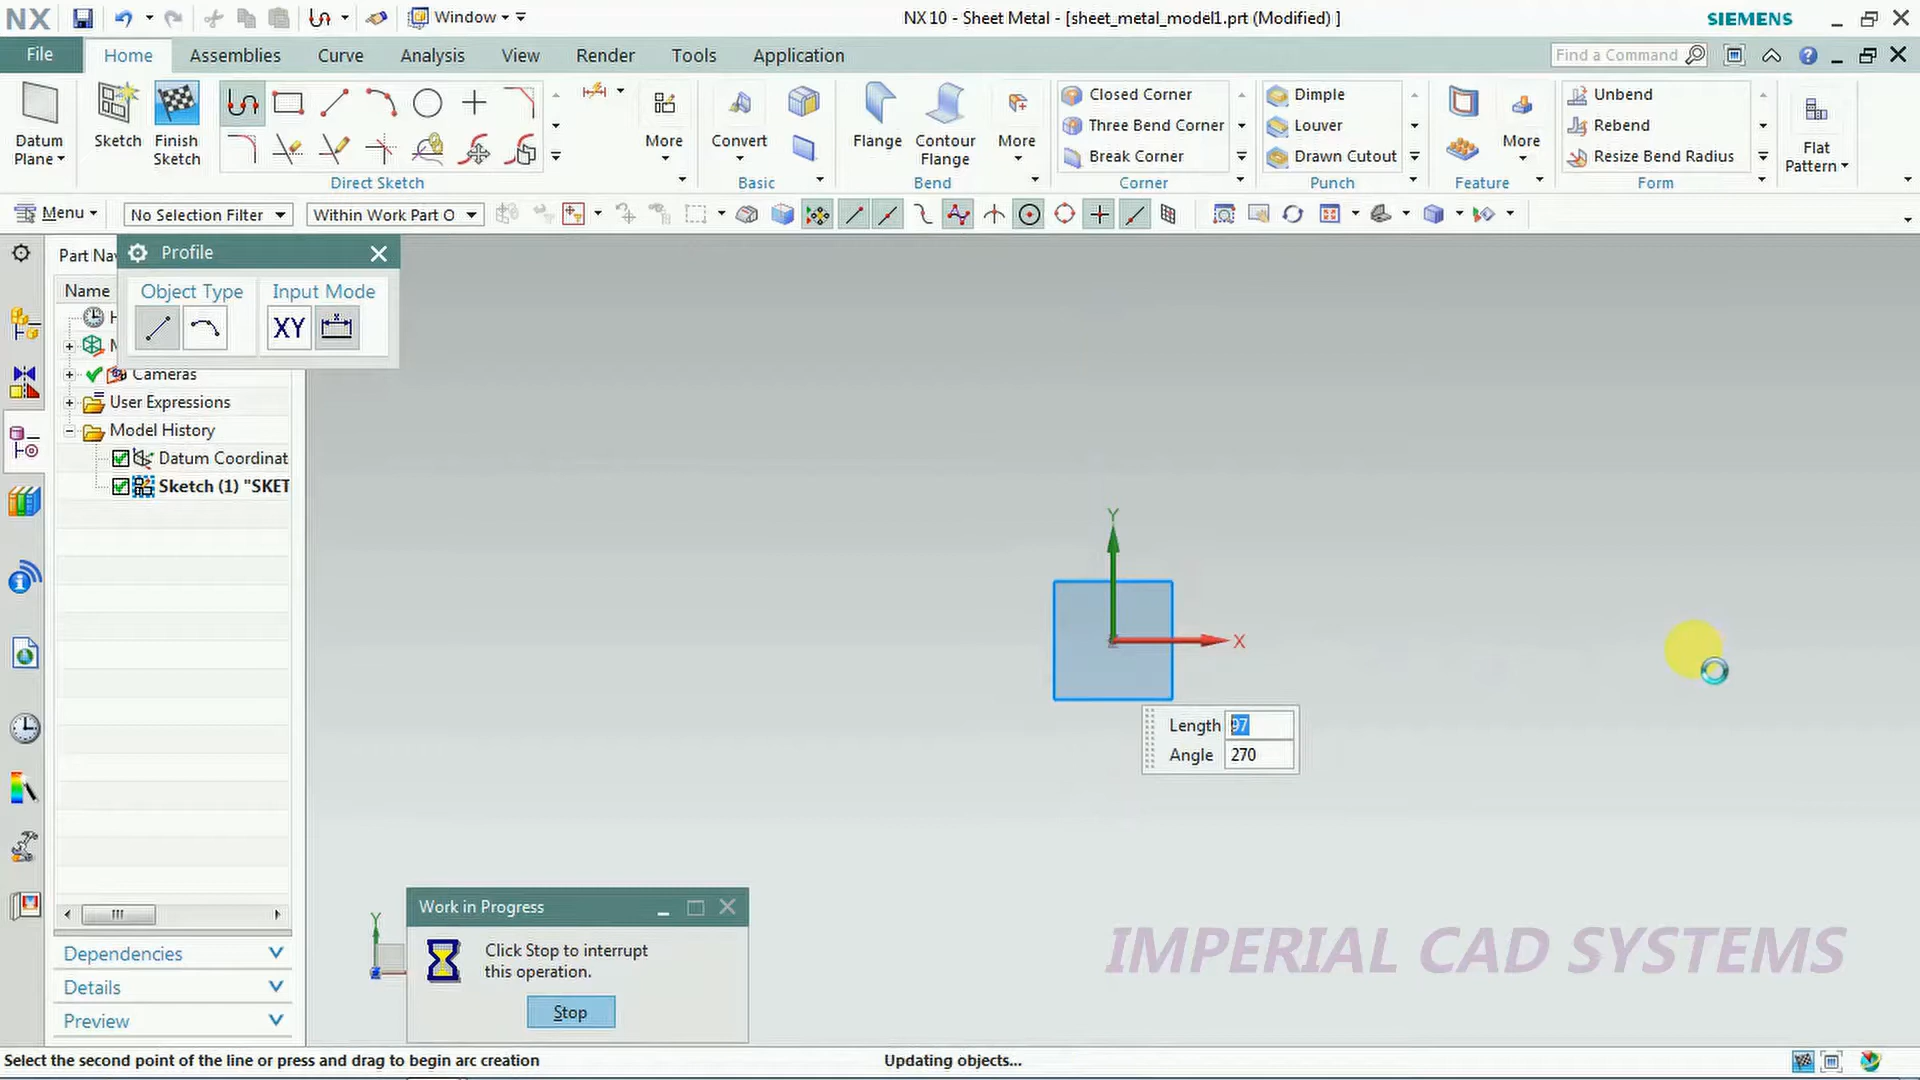 NX
Window
NX 10 - Sheet Metal - [sheet_metal_model1.prt (Modified) ]
SIEMENS
File
Home
Assemblies
Curve
Analysis
View
Render
Tools
Application
Find a Command
Datum
Plane
Sketch
Finish
Sketch
Direct Sketch
More
Convert
Basic
Flange
Contour
Flange
More
Bend
Closed Corner
Three Bend Corner
Break Corner
Corner
Dimple
Louver
Drawn Cutout
Punch
More
Feature
Unbend
Rebend
Resize Bend Radius
Form
Flat
Pattern
Menu
No Selection Filter
Within Work Part O
Part Na
Profile
Name
Object Type
Input Mode
XY
H
M
Cameras
User Expressions
Model History
Datum Coordinat
Sketch (1) "SKET
Y
X
Length 97
Angle 270
Work in Progress
Click Stop to interrupt
this operation.
Stop
Y
IMPERIAL CAD SYSTEMS
Dependencies
Details
Preview
Select the second point of the line or press and drag to begin arc creation
Updating objects...